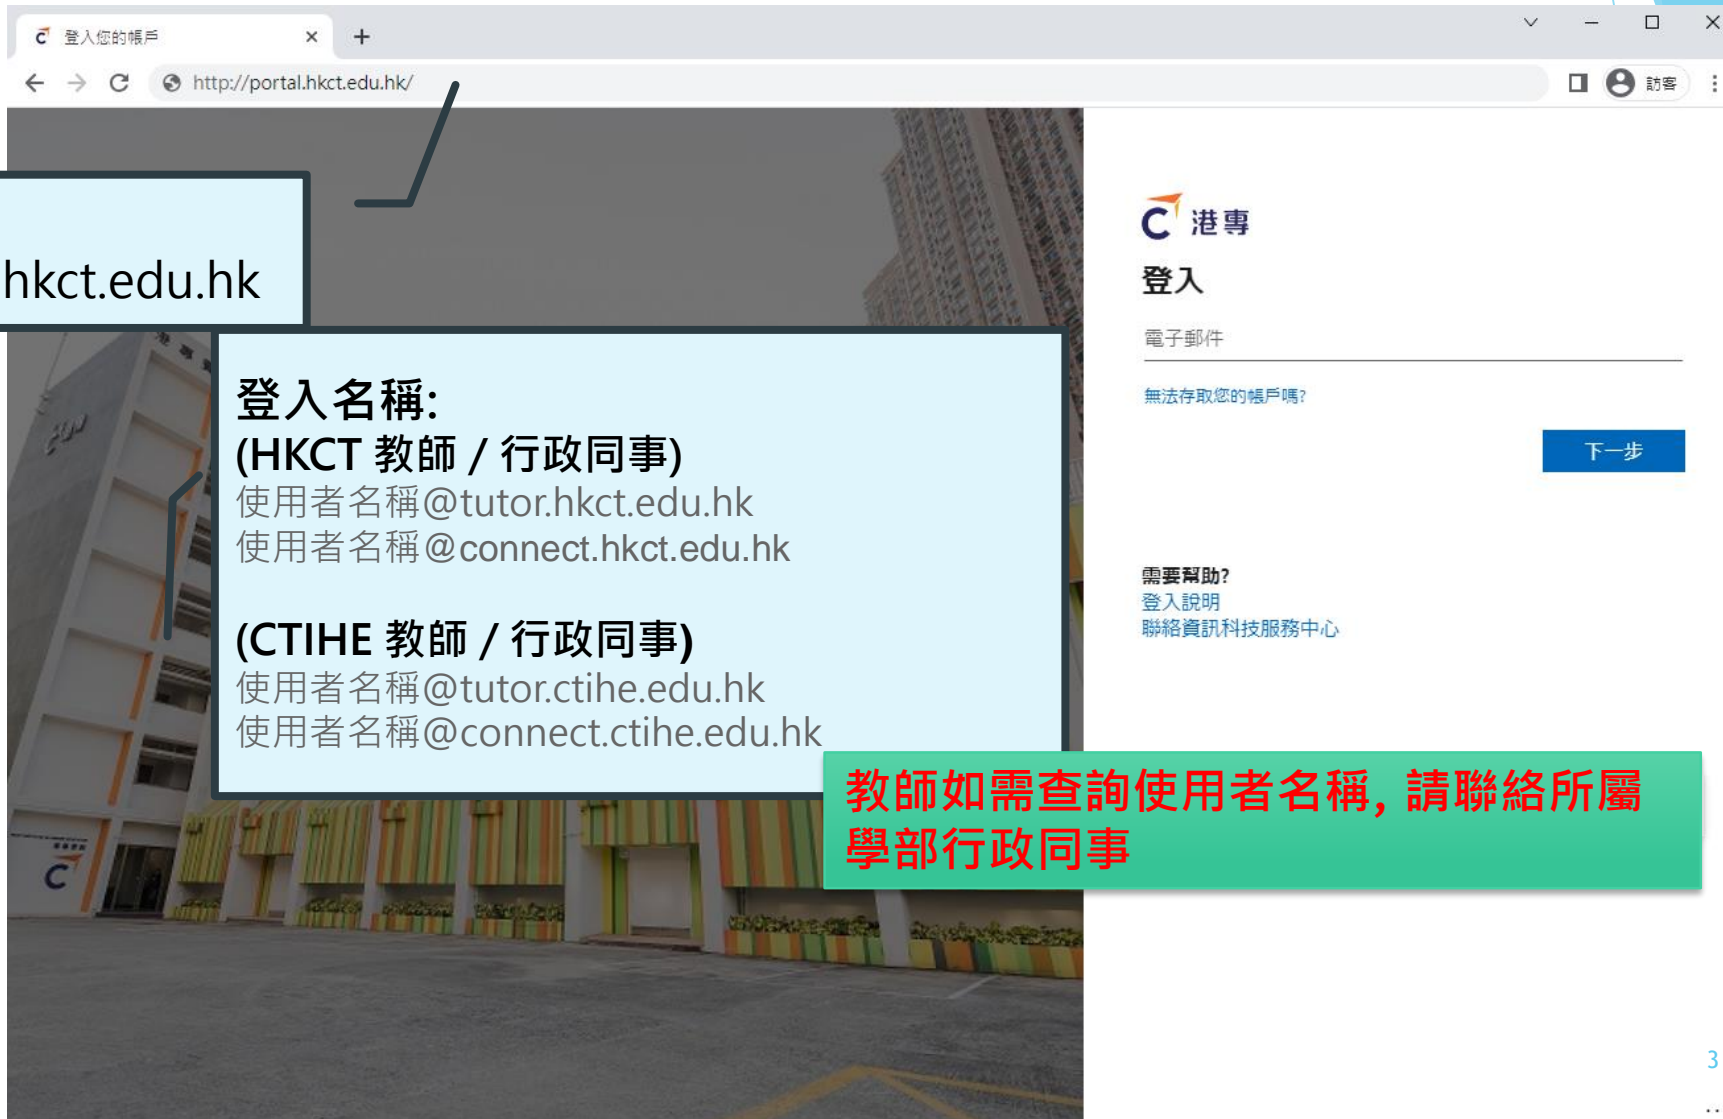 登入您的帳戶
http://portal.hkct.edu.hk/
訪客
hkct.edu.hk
港專
登入
電子郵件
無法存取您的帳戶嗎?
下一步
需要幫助?
登入說明
聯絡資訊科技服務中心
登入名稱:
(HKCT 教師 / 行政同事)
使用者名稱@tutor.hkct.edu.hk
使用者名稱@connect.hkct.edu.hk
(CTIHE 教師 / 行政同事)
使用者名稱@tutor.ctihe.edu.hk
使用者名稱@connect.ctihe.edu.hk
教師如需查詢使用者名稱, 請聯絡所屬
學部行政同事
3